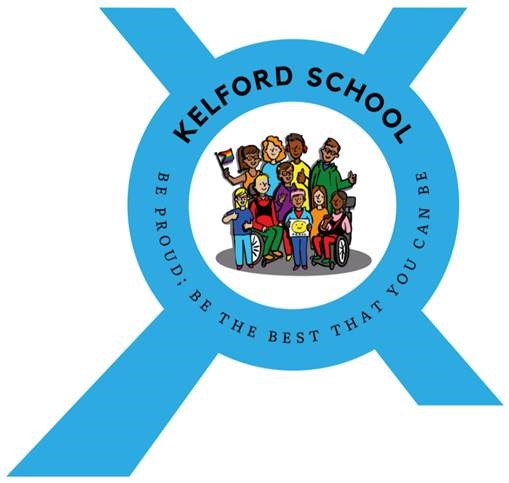 KELFORD SCHOOL
BE PROUD; BE THE BEST THAT YOU CAN BE